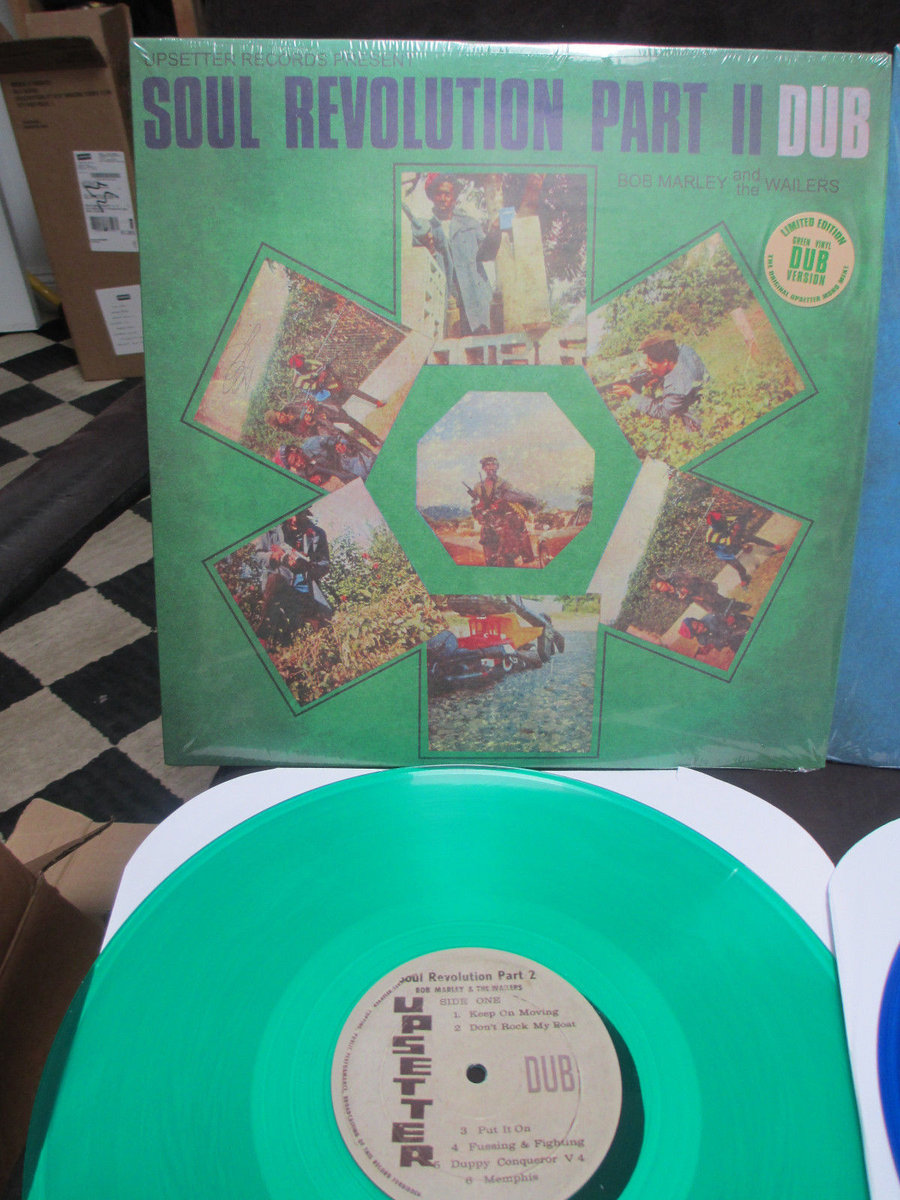 UPSETTER RECORDS PRESENT
SOUL REVOLUTION PART II DUB
BOB MARLEY and the WAILERS
LIMITED EDITION
GREEN VINYL
DUB
VERSION
THE ORIGINAL UPSETTER MONO MIX!
Soul Revolution Part 2
BOB MARLEY & THE WAILERS
SIDE ONE
1. Keep On Moving
2 Don't Rock My Boat
UPSETTER
DUB
3 Put It On
4 Fussing & Fighting
5 Duppy Conqueror V 4
6 Memphis